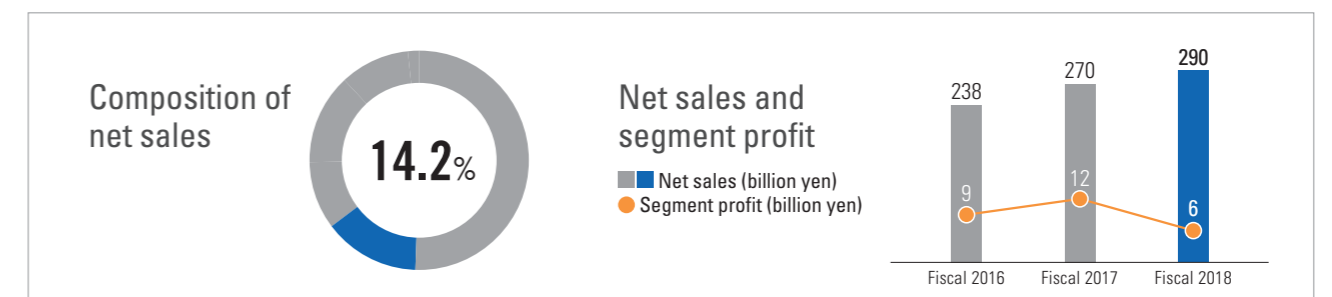 Composition of
net sales
14.2%
Net sales and
segment profit
Net sales (billion yen)
Segment profit (billion yen)
238
270
290
9
12
6
Fiscal 2016
Fiscal 2017
Fiscal 2018